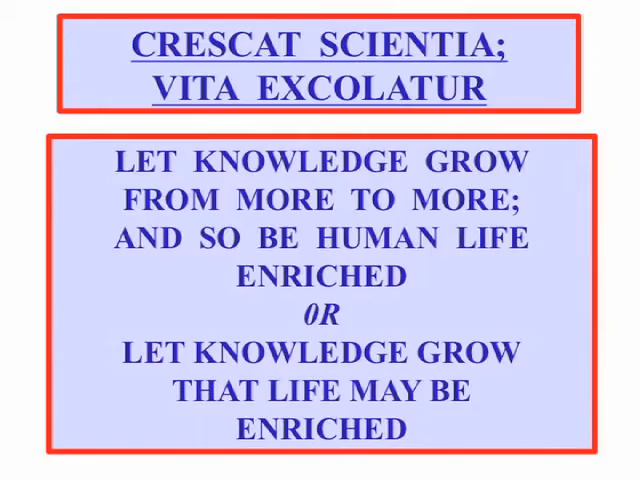 CRESCAT SCIENTIA;
VITA EXCOLATUR
LET KNOWLEDGE GROW
FROM MORE TO MORE;
AND SO BE HUMAN LIFE
ENRICHED
0R
LET KNOWLEDGE GROW
THAT LIFE MAY BE
ENRICHED